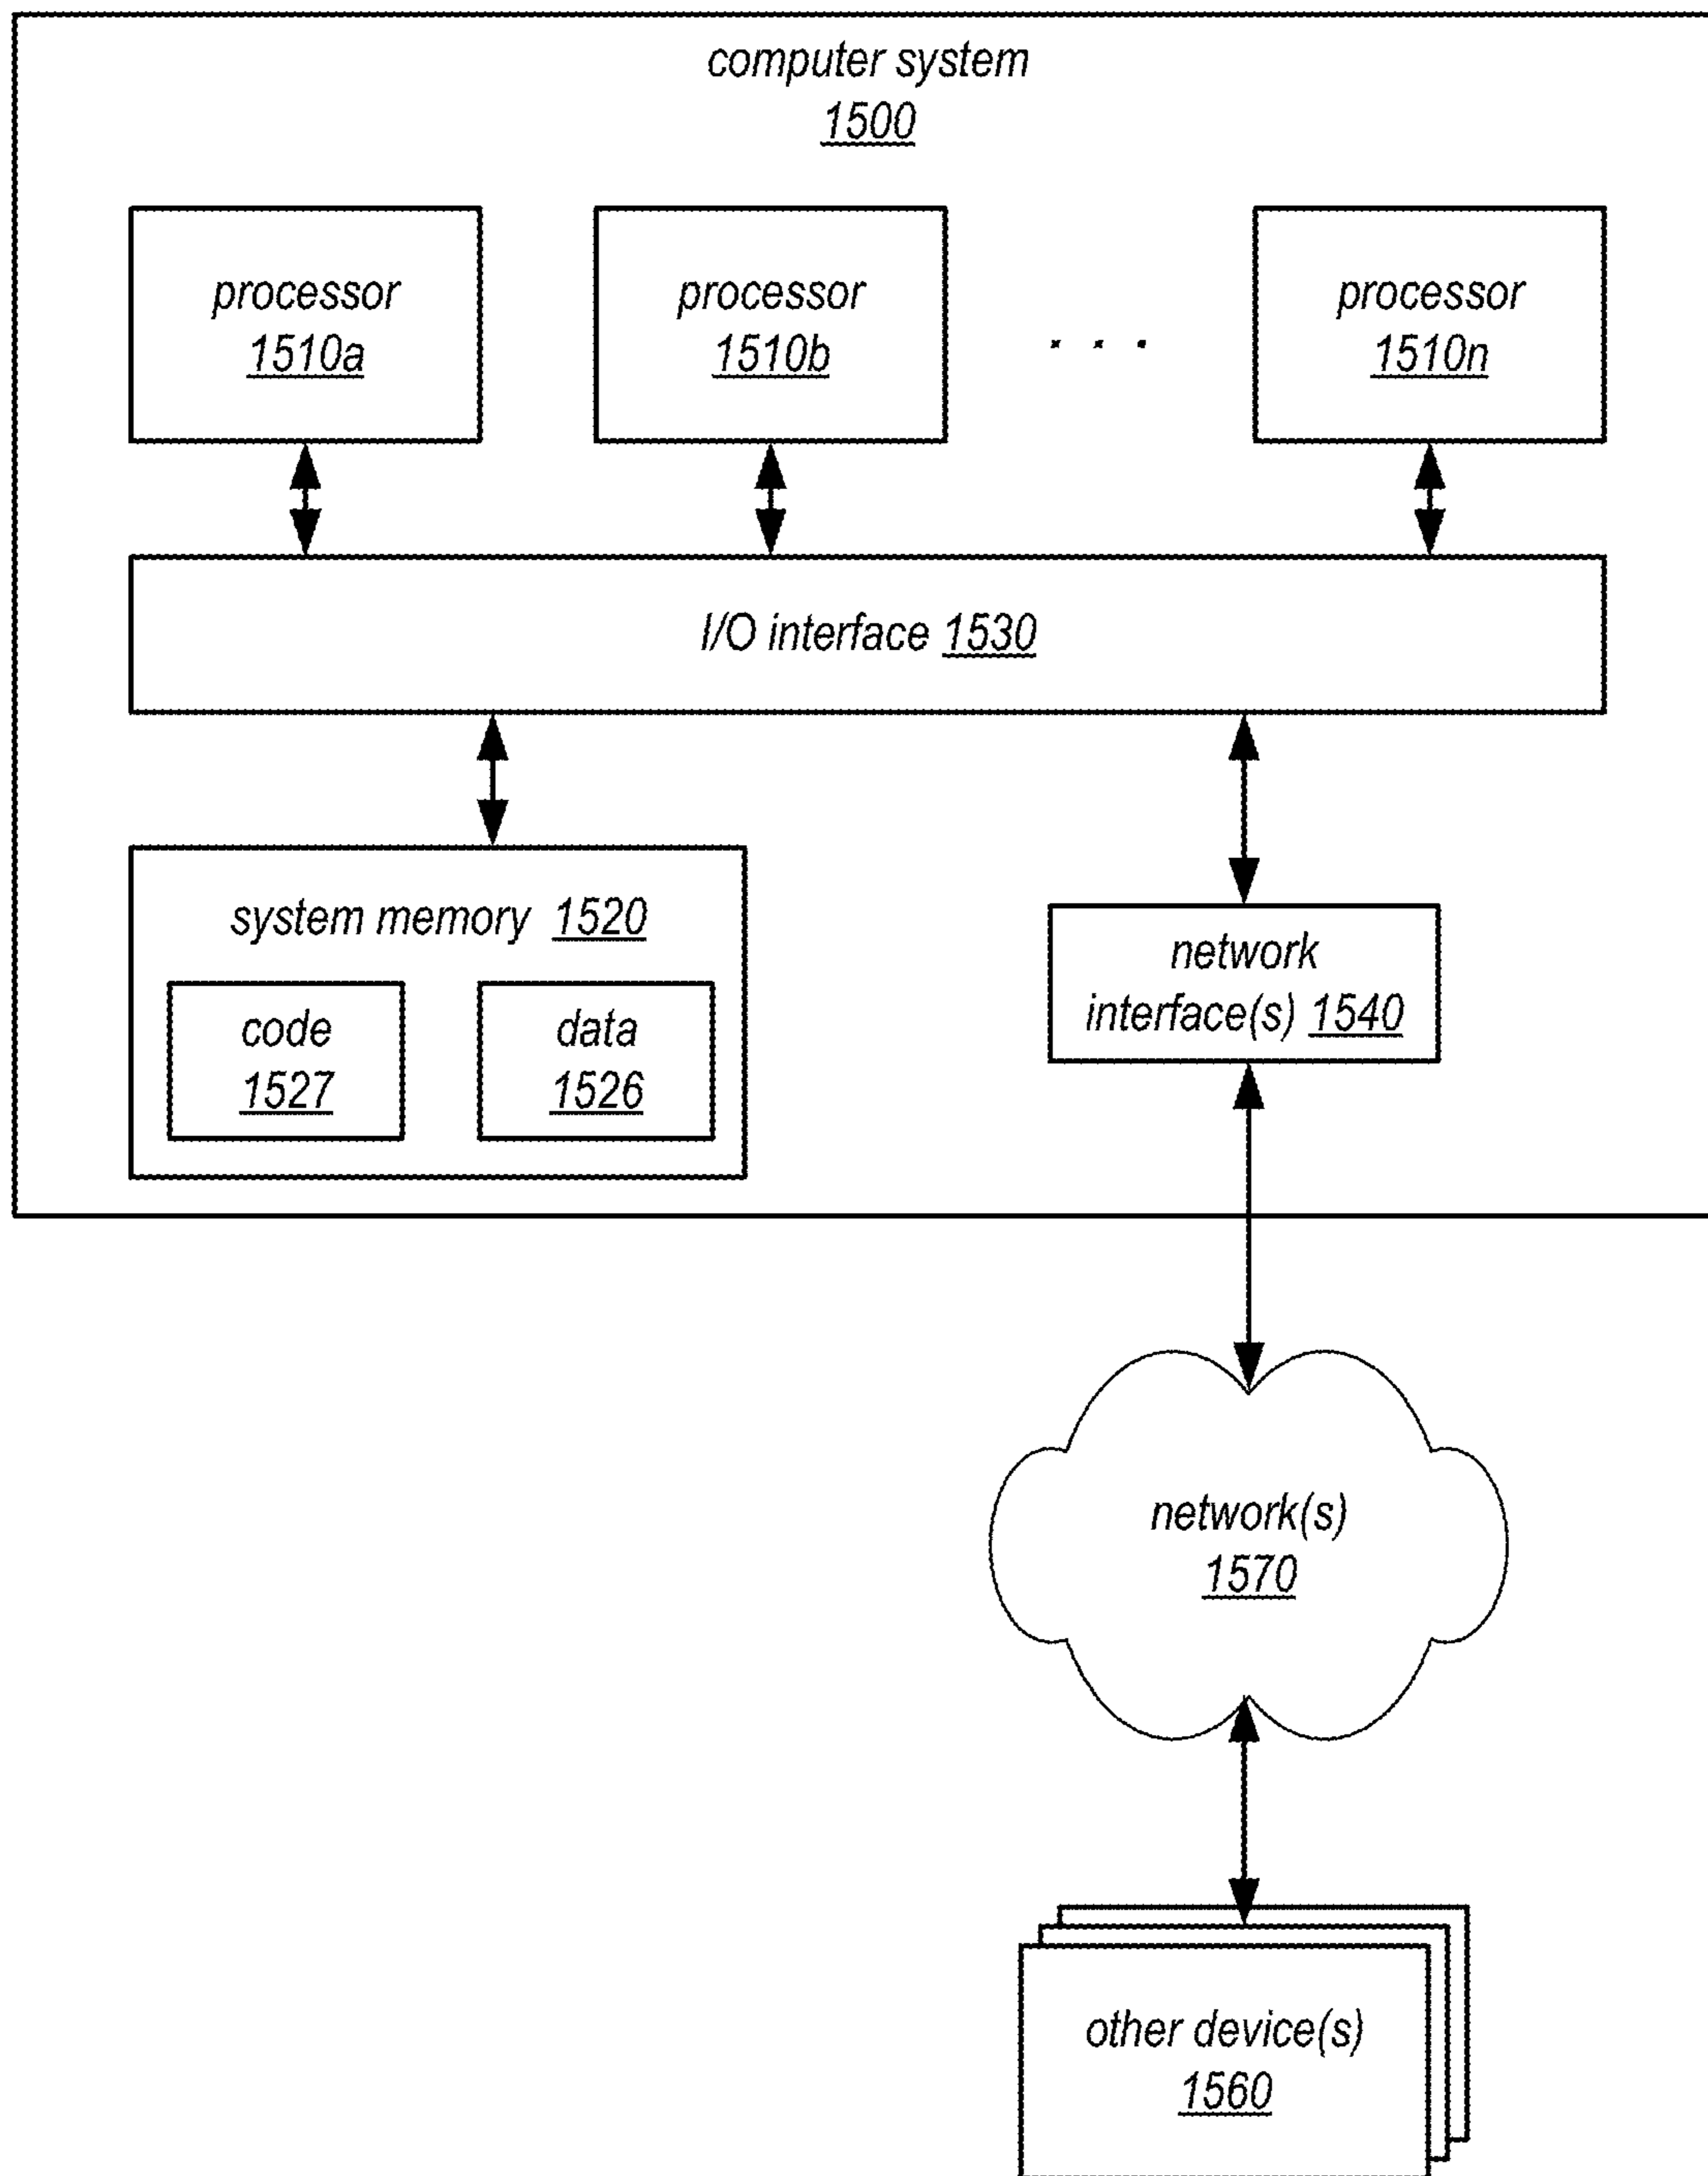 computer system
1500
processor
1510a
processor
1510b
. . .
processor
1510n
I/O interface 1530
system memory 1520
code
1527
data
1526
network
interface(s) 1540
network(s)
1570
other device(s)
1560